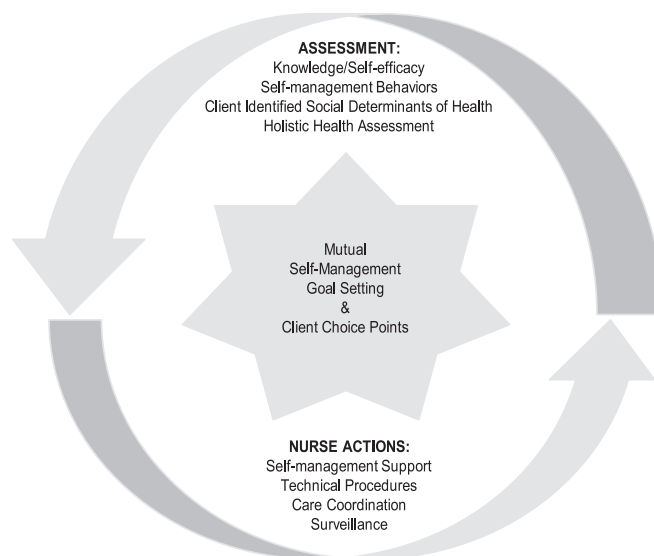 ASSESSMENT:
Knowledge/Self-efficacy
Self-management Behaviors
Client Identified Social Determinants of Health
Holistic Health Assessment
Mutual
Self-Management
Goal Setting
&
Client Choice Points
NURSE ACTIONS:
Self-management Support
Technical Procedures
Care Coordination
Surveillance